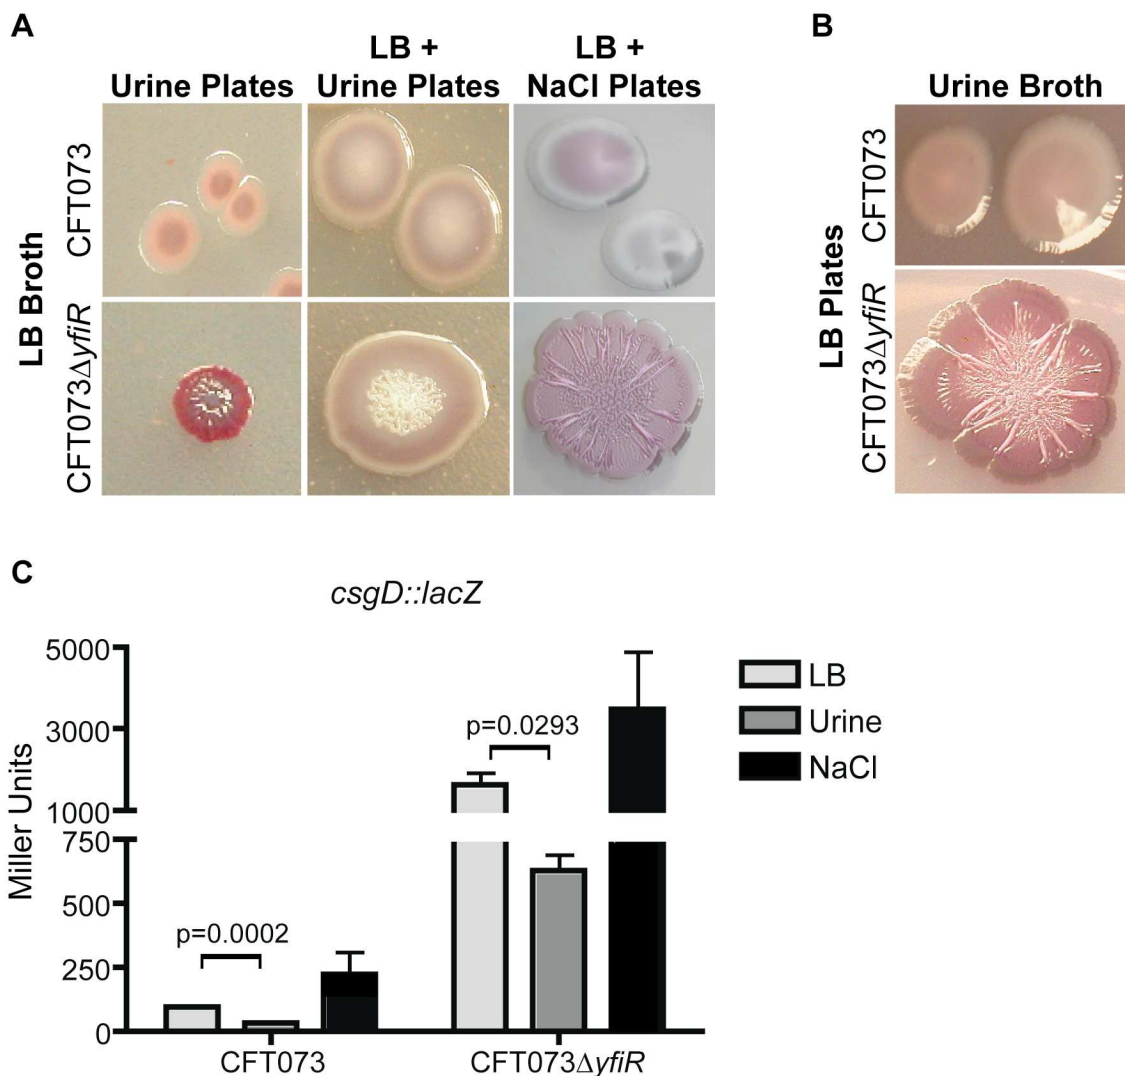 A
B
LB +
Urine Plates
LB +
NaCl Plates
Urine Plates
Urine Broth
LB Broth
CFT073
CFT073ΔyfiR
LB Plates
CFT073
CFT073ΔyfiR
C
csgD::lacZ
Miller Units
5000
3000
1000
750
500
250
0
p=0.0002
p=0.0293
CFT073
CFT073ΔyfiR
LB
Urine
NaCl